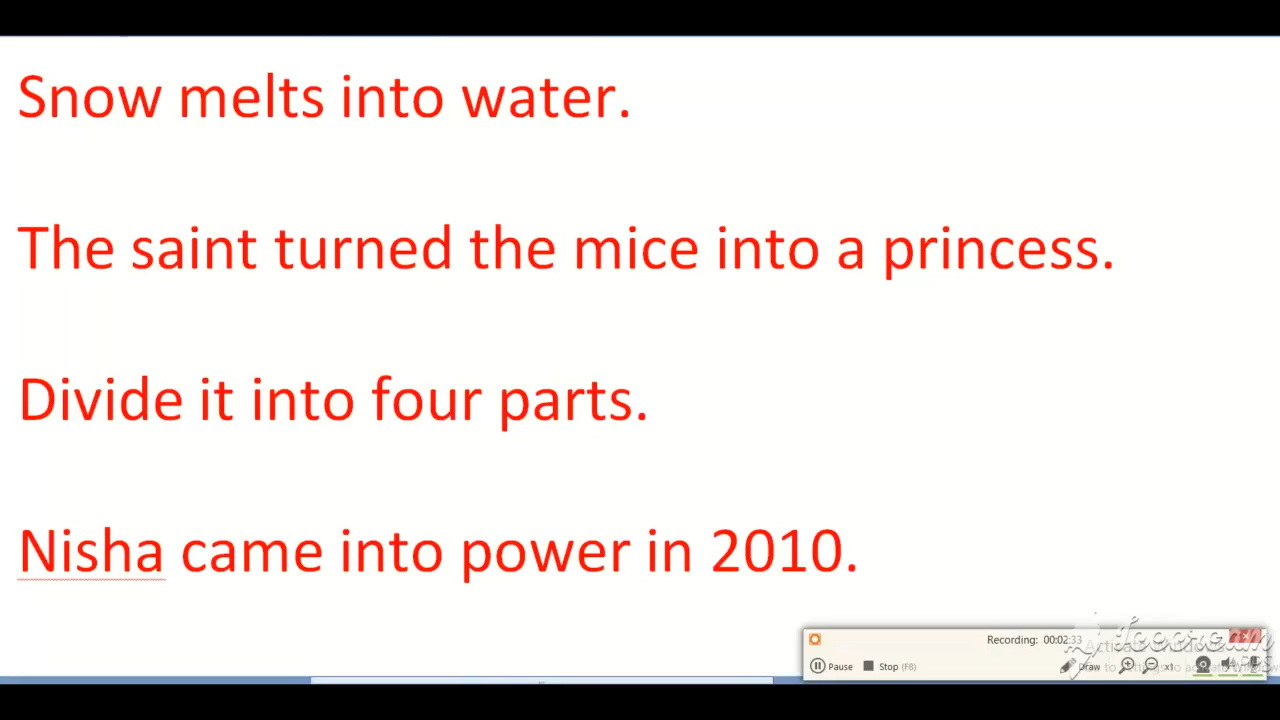 Snow melts into water.
The saint turned the mice into a princess.
Divide it into four parts.
Nisha came into power in 2010.
Recording: 00:02:33
Pause Stop (F8) Draw x1